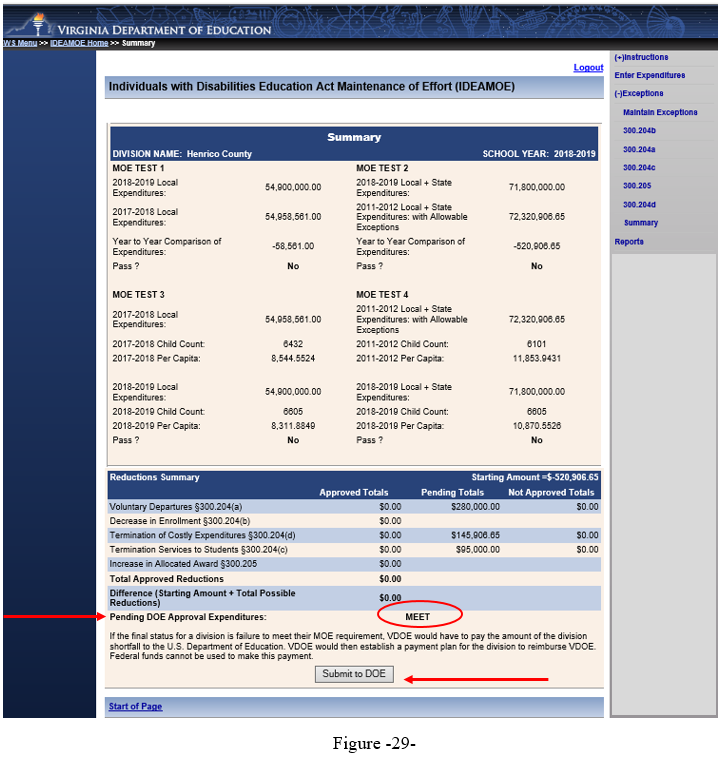 VIRGINIA DEPARTMENT OF EDUCATION
WS Menu >> IDEAMOE Home >> Summary
Logout
Individuals with Disabilities Education Act Maintenance of Effort (IDEAMOE)
(+)Instructions
Enter Expenditures
(-)Exceptions
Maintain Exceptions
300.204b
300.204a
300.204c
300.205
300.204d
Summary
Reports
Summary
DIVISION NAME: Henrico County SCHOOL YEAR: 2018-2019
MOE TEST 1
2018-2019 Local
Expenditures: 54,900,000.00
2017-2018 Local
Expenditures: 54,958,561.00
Year to Year Comparison of
Expenditures: -58,561.00
Pass ? No
MOE TEST 2
2018-2019 Local + State
Expenditures: 71,800,000.00
2011-2012 Local + State
Expenditures: with Allowable 72,320,906.65
Exceptions
Year to Year Comparison of
Expenditures: -520,906.65
Pass ? No
MOE TEST 3
2017-2018 Local
Expenditures: 54,958,561.00
2017-2018 Child Count: 6432
2017-2018 Per Capita: 8,544.5524
2018-2019 Local
Expenditures: 54,900,000.00
2018-2019 Child Count: 6605
2018-2019 Per Capita: 8,311.8849
Pass ? No
MOE TEST 4
2011-2012 Local + State
Expenditures: with Allowable 72,320,906.65
Exceptions
2011-2012 Child Count: 6101
2011-2012 Per Capita: 11,853.9431
2018-2019 Local + State
Expenditures: 71,800,000.00
2018-2019 Child Count: 6605
2018-2019 Per Capita: 10,870.5526
Pass ? No
Reductions Summary Starting Amount =$-520,906.65
Approved Totals Pending Totals Not Approved Totals
Voluntary Departures §300.204(a) $0.00 $280,000.00 $0.00
Decrease in Enrollment §300.204(b) $0.00
Termination of Costly Expenditures §300.204(d) $0.00 $145,906.65 $0.00
Termination Services to Students §300.204(c) $0.00 $95,000.00 $0.00
Increase in Allocated Award §300.205 $0.00
Total Approved Reductions $0.00
Difference (Starting Amount + Total Possible
Reductions) $0.00
Pending DOE Approval Expenditures: MEET
If the final status for a division is failure to meet their MOE requirement, VDOE would have to pay the amount of the division
shortfall to the U.S. Department of Education. VDOE would then establish a payment plan for the division to reimburse VDOE.
Federal funds cannot be used to make this payment.
Submit to DOE
Start of Page
Figure -29-